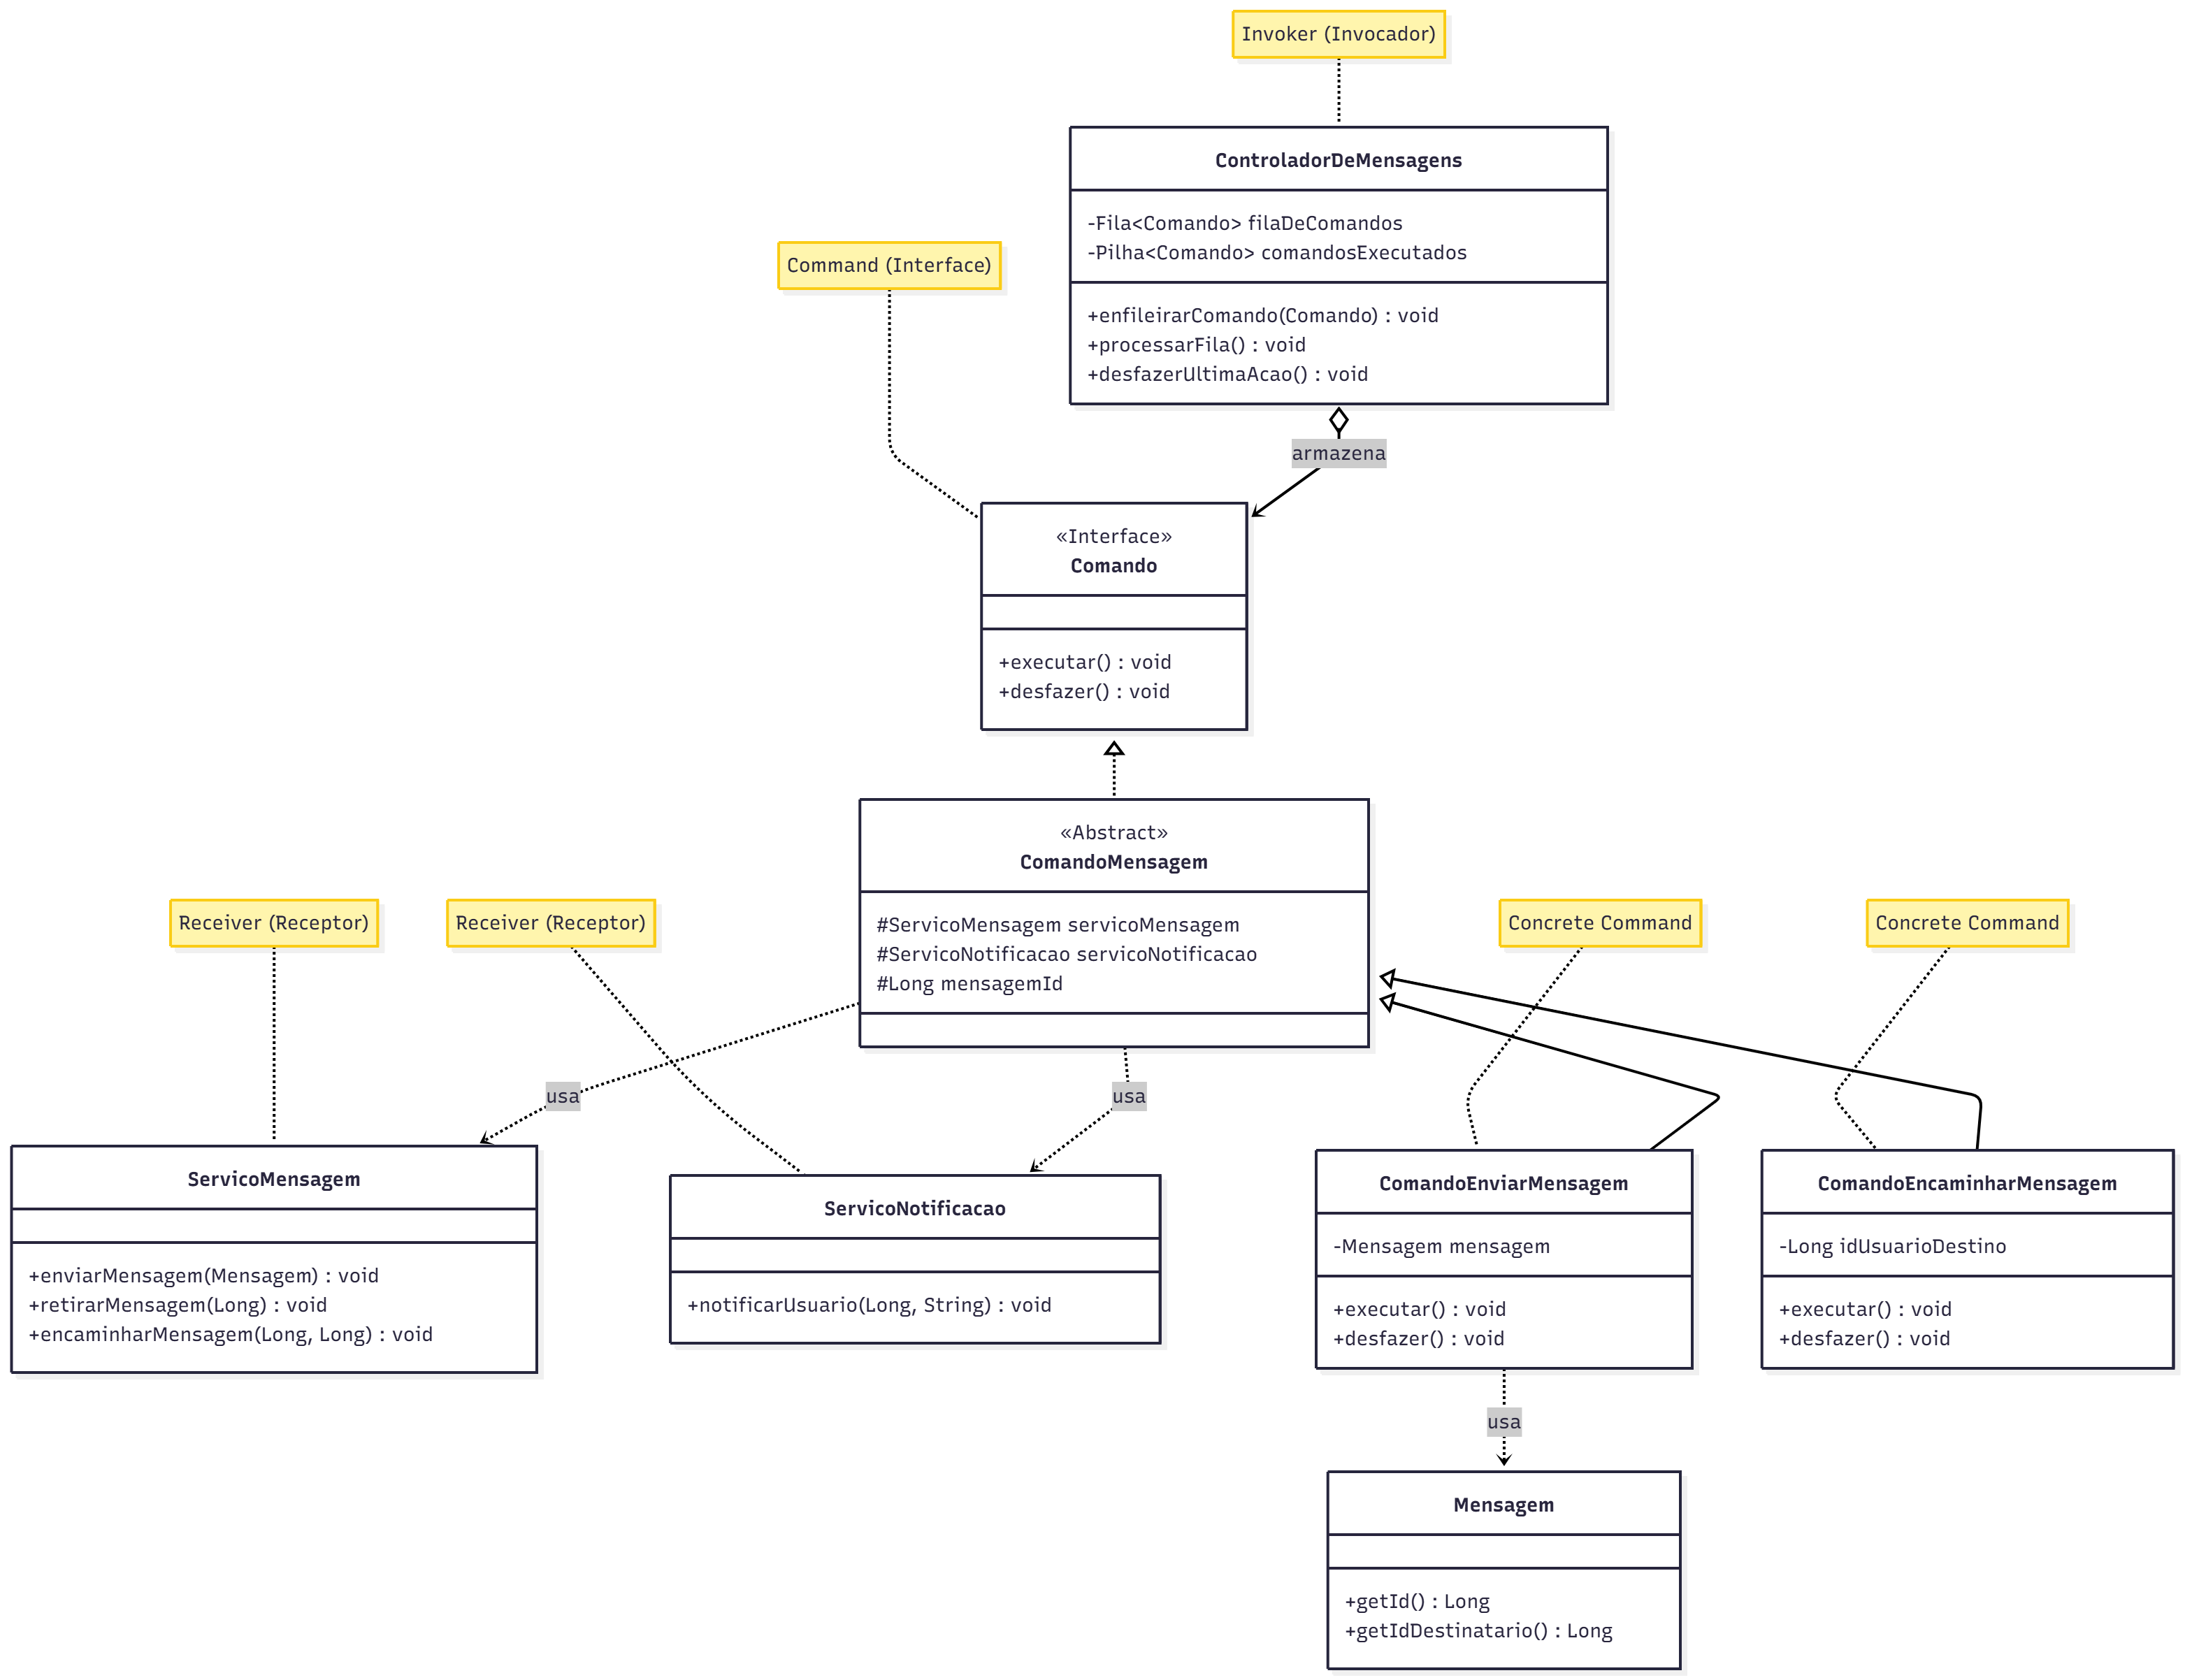 Invoker (Invocador)
ControladorDeMensagens
-Fila<Comando> filaDeComandos
-Pilha<Comando> comandosExecutados
+enfileirarComando(Comando) : void
+processarFila() : void
+desfazerUltimaAcao() : void
Command (Interface)
armazena
«Interface»
Comando
+executar() : void
+desfazer() : void
«Abstract»
ComandoMensagem
#ServicoMensagem servicoMensagem
#ServicoNotificacao servicoNotificacao
#Long mensagemId
Receiver (Receptor)
Receiver (Receptor)
Concrete Command
Concrete Command
usa
usa
ServicoMensagem
+enviarMensagem(Mensagem) : void
+retirarMensagem(Long) : void
+encaminharMensagem(Long, Long) : void
ServicoNotificacao
+notificarUsuario(Long, String) : void
ComandoEnviarMensagem
-Mensagem mensagem
+executar() : void
+desfazer() : void
ComandoEncaminharMensagem
-Long idUsuarioDestino
+executar() : void
+desfazer() : void
usa
Mensagem
+getId() : Long
+getIdDestinatario() : Long